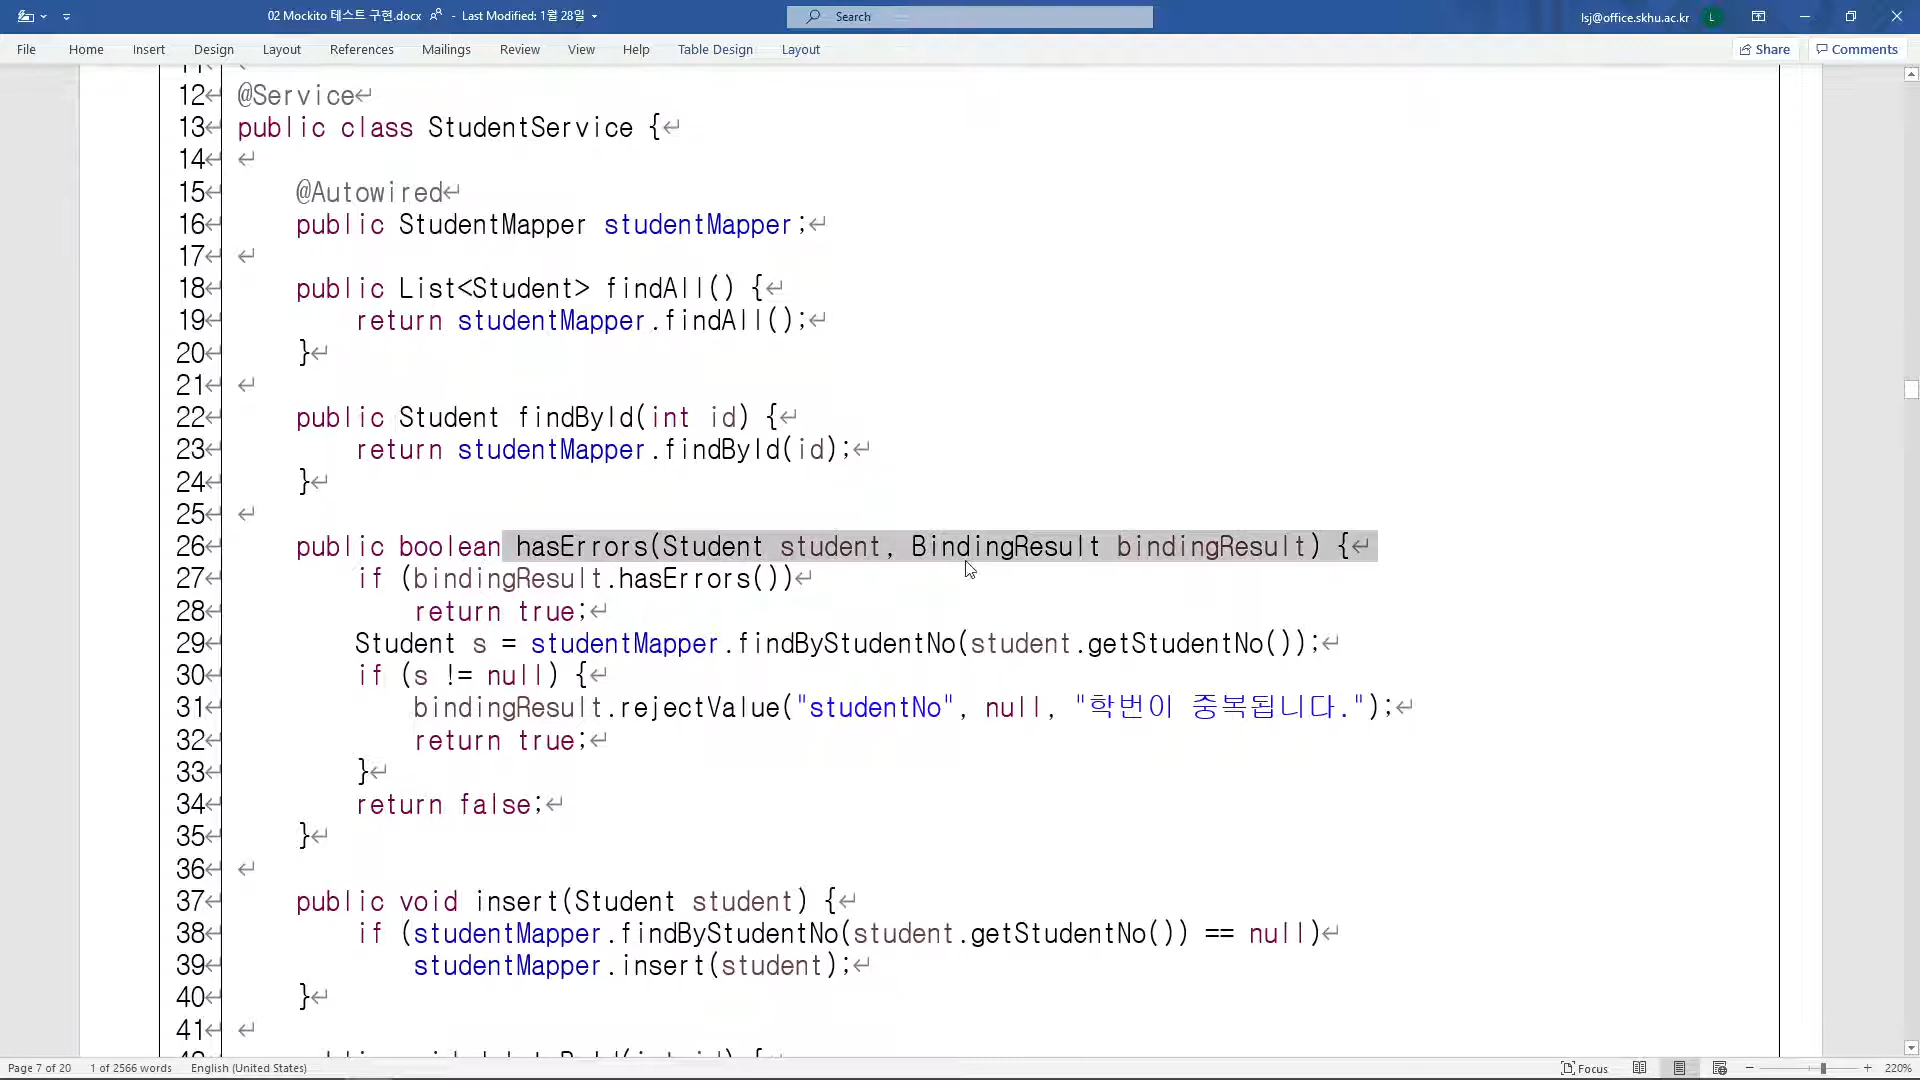 02 Mockito 테스트 구현.docx - Last Modified: 1월 28일
Search
lsj@office.skhu.ac.kr L
File Home Insert Design Layout References Mailings Review View Help Table Design Layout Share Comments
12 @Service
13 public class StudentService {
14
15 @Autowired
16 public StudentMapper studentMapper;
17
18 public List<Student> findAll() {
19 return studentMapper.findAll();
20 }
21
22 public Student findById(int id) {
23 return studentMapper.findById(id);
24 }
25
26 public boolean hasErrors(Student student, BindingResult bindingResult) {
27 if (bindingResult.hasErrors())
28 return true;
29 Student s = studentMapper.findByStudentNo(student.getStudentNo());
30 if (s != null) {
31 bindingResult.rejectValue("studentNo", null, "학번이 중복됩니다.");
32 return true;
33 }
34 return false;
35 }
36
37 public void insert(Student student) {
38 if (studentMapper.findByStudentNo(student.getStudentNo()) == null)
39 studentMapper.insert(student);
40 }
41
Page 7 of 20 1 of 2566 words English (United States) Focus 220%